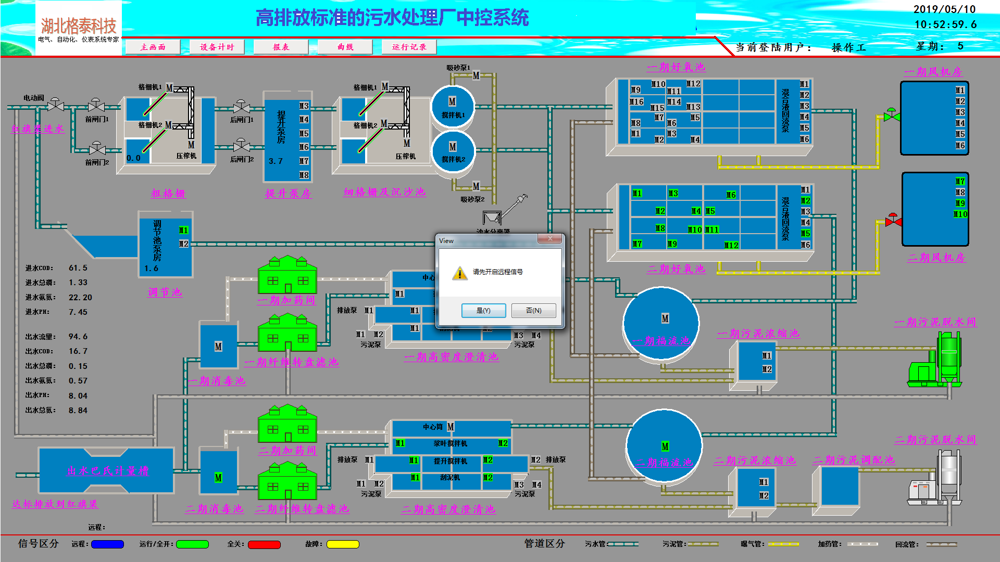 高排放标准的污水处理厂中控系统
2019/05/10
10:52:59.6
湖北格泰科技
电气、自动化、仪表系统专家
主画面
设备计时
报表
曲线
运行记录
当前登陆用户： 操作工
星期： 5
吸砂泵1
M
一期好氧池
一期风机房
电动阀
格栅机1 M
格栅机1 M
M
搅拌机1
M9 M10 M11 M12
M16 M15 M14 M13
M8 M7 M6 M5
M1 M2 M3 M4
混合液回流泵
M1
M2
M3
M4
M5
M6
M1
M2
M3
M4
M5
M6
红旗渠进水
前闸门1
格栅机2 M
M
压榨机
0.0
前闸门2
后闸门1
后闸门2
提升泵房
3.7
M3
M4
M5
M6
M7
M8
格栅机2 M
M
压榨机
M
搅拌机2
粗格栅
提升泵房
细格栅及沉沙池
M
吸砂泵2
沙水分离器
M1 M3 M6
M2 M4 M5
M8 M10 M11
M7 M9 M12
混合液回流泵
M1
M2
M3
M4
M5
M6
M7
M8
M9
M10
二期好氧池
二期风机房
调节池泵房
M1
M2
1.6
调节池
View
请先开启远程信号
是(Y)
否(N)
进水COD： 61.5
进水总磷： 1.33
进水氨氮： 22.20
进水PH： 7.45
出水流量： 94.6
出水COD： 16.7
出水总磷： 0.15
出水氨氮： 0.57
出水PH： 8.04
出水总氮： 8.84
一期加药间
中心
M1
排放泵 M1 M1
M1 M2 M1
污泥泵
M3 M4
污泥泵
一期高密度澄清池
M
一期消毒池
一期纤维转盘滤池
M
一期污泥浓缩池
M1
M2
一期污泥脱水间
二期加药间
中心筒 M
M1 浆叶搅拌机 M2
排放泵 M1 M1 提升搅拌机 M2 M2 排放泵
M1 M2 M1 刮泥机 M2 M3 M4
污泥泵
污泥泵
二期高密度澄清池
M
二期消毒池
二期纤维转盘滤池
M
二期污泥浓缩池
M1
M2
二期污泥调配池
二期污泥脱水间
出水巴氏计量槽
达标排放到红旗渠
远程：
信号区分 远程： 运行/全开： 全关： 故障：
管道区分 污水管： 污泥管： 曝气管： 加药管： 回流管：